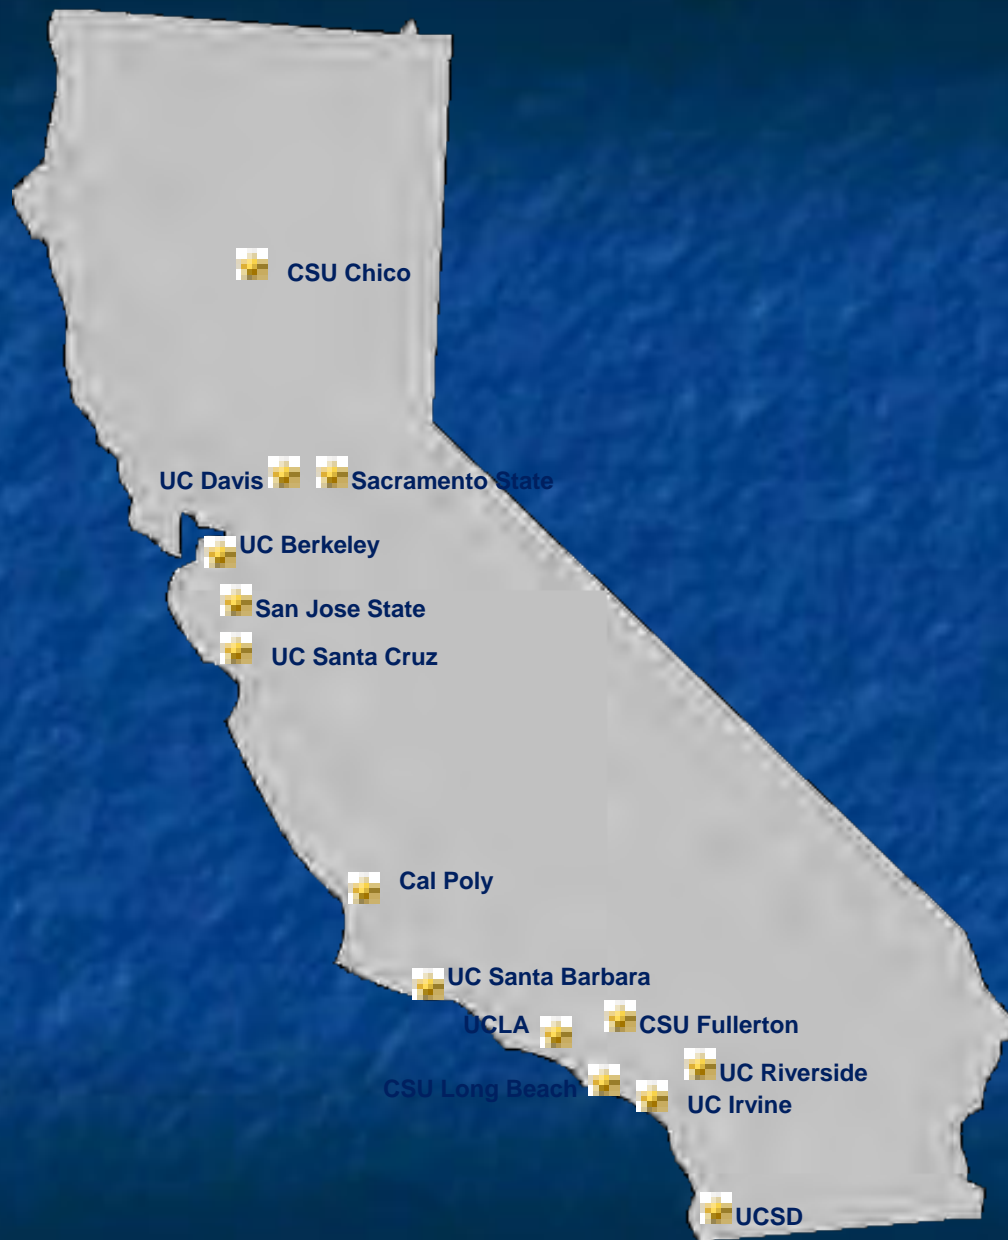 CSU Chico
UC Davis
Sacramento State
UC Berkeley
San Jose State
UC Santa Cruz
Cal Poly
UC Santa Barbara
UCLA
CSU Fullerton
UC Riverside
CSU Long Beach
UC Irvine
UCSD